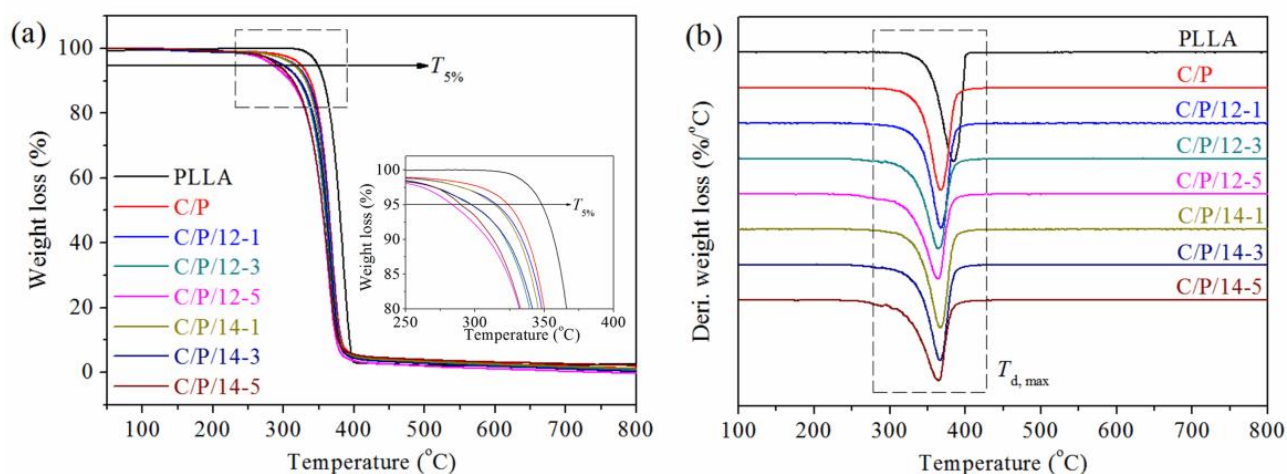 (a)
100
80
60
40
20
0
Weight loss (%)
T5%
PLLA
C/P
C/P/12-1
C/P/12-3
C/P/12-5
C/P/14-1
C/P/14-3
C/P/14-5
100
95
90
85
80
Weight loss (%)
T5%
250 300 350 400
Temperature (°C)
100 200 300 400 500 600 700 800
Temperature (°C)
(b)
Deri. weight loss (%/°C)
PLLA
C/P
C/P/12-1
C/P/12-3
C/P/12-5
C/P/14-1
C/P/14-3
C/P/14-5
Td, max
100 200 300 400 500 600 700 800
Temperature (°C)